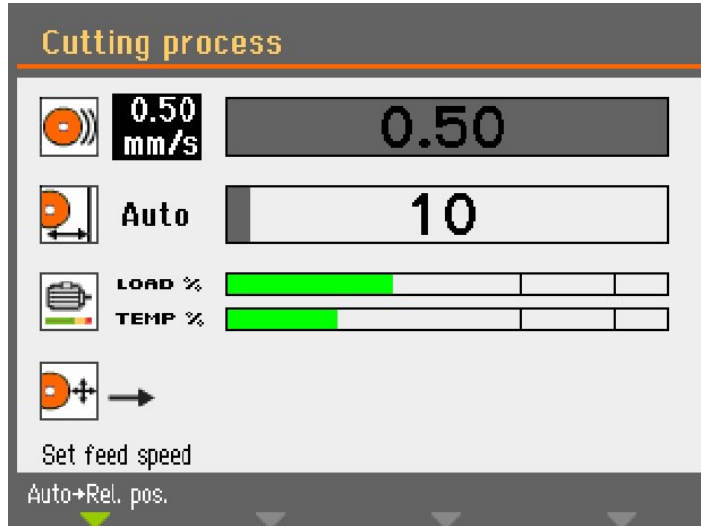 Cutting process
0.50
mm/s
0.50
Auto
10
LOAD %
TEMP %
Set feed speed
Auto→Rel. pos.